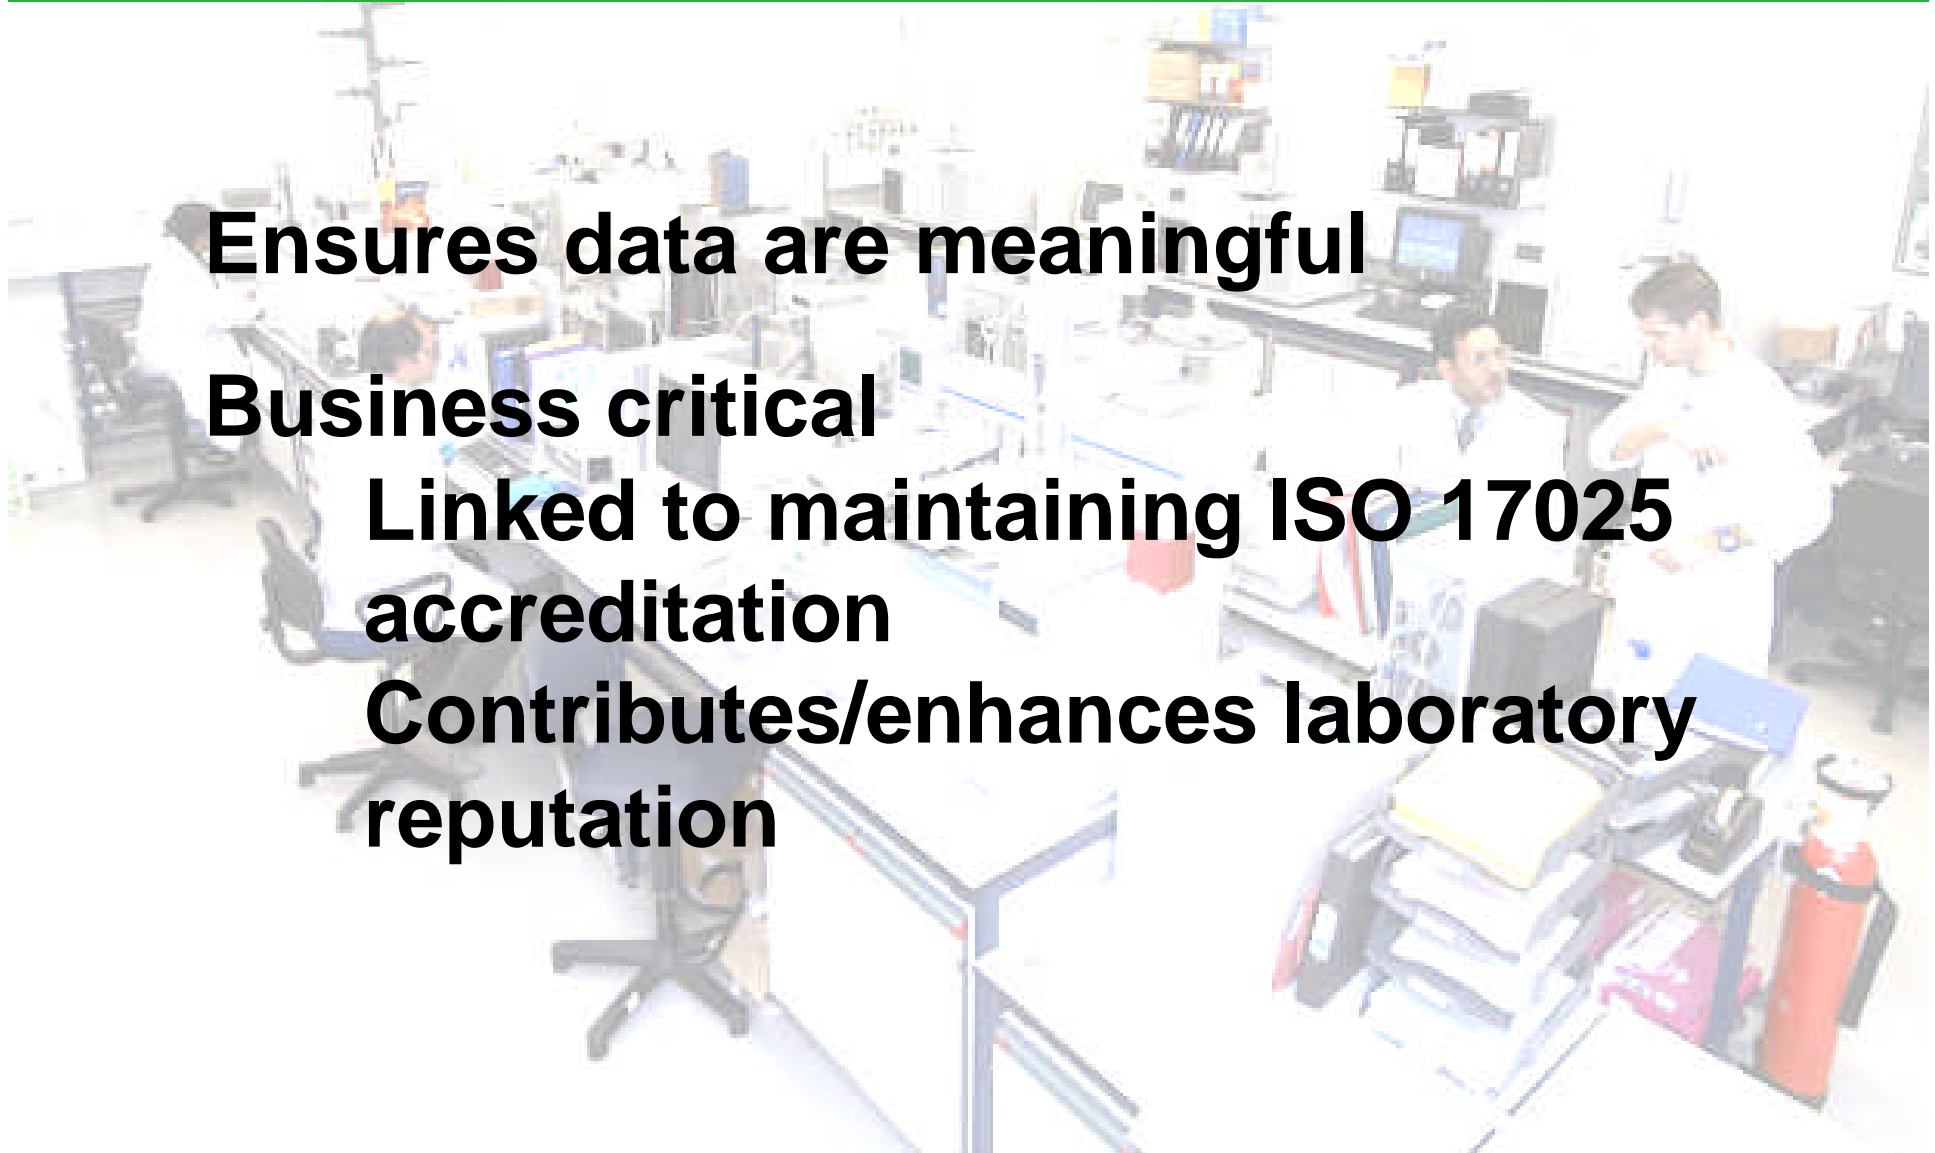 Ensures data are meaningful
Business critical
Linked to maintaining ISO 17025
accreditation
Contributes/enhances laboratory
reputation